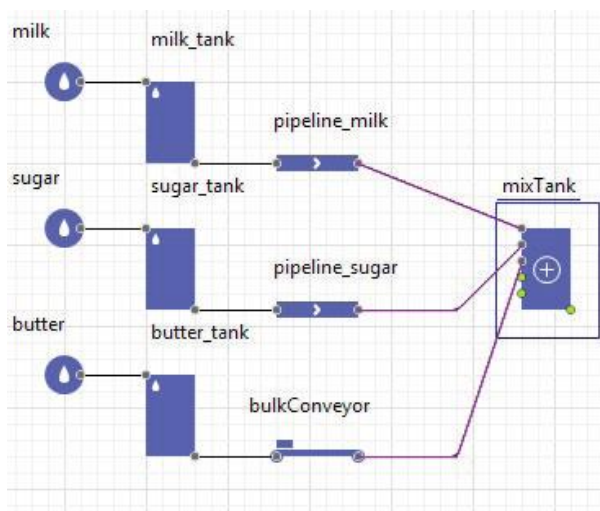 milk
milk_tank
pipeline_milk
sugar
sugar_tank
mixTank
pipeline_sugar
butter
butter_tank
bulkConveyor